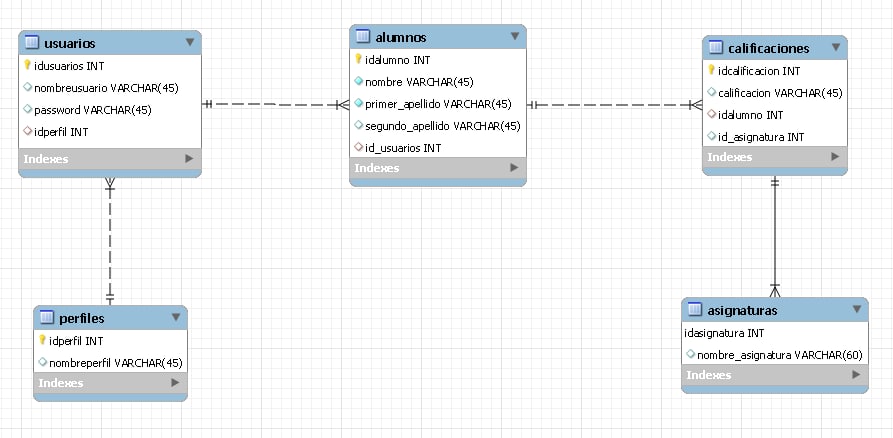 usuarios
idusuarios INT
nombreusuario VARCHAR(45)
password VARCHAR(45)
idperfil INT
Indexes
alumnos
idalumno INT
nombre VARCHAR(45)
primer_apellido VARCHAR(45)
segundo_apellido VARCHAR(45)
id_usuarios INT
Indexes
calificaciones
idcalificacion INT
calificacion VARCHAR(45)
idalumno INT
id_asignatura INT
Indexes
perfiles
idperfil INT
nombreperfil VARCHAR(45)
Indexes
asignaturas
idasignatura INT
nombre_asignatura VARCHAR(60)
Indexes